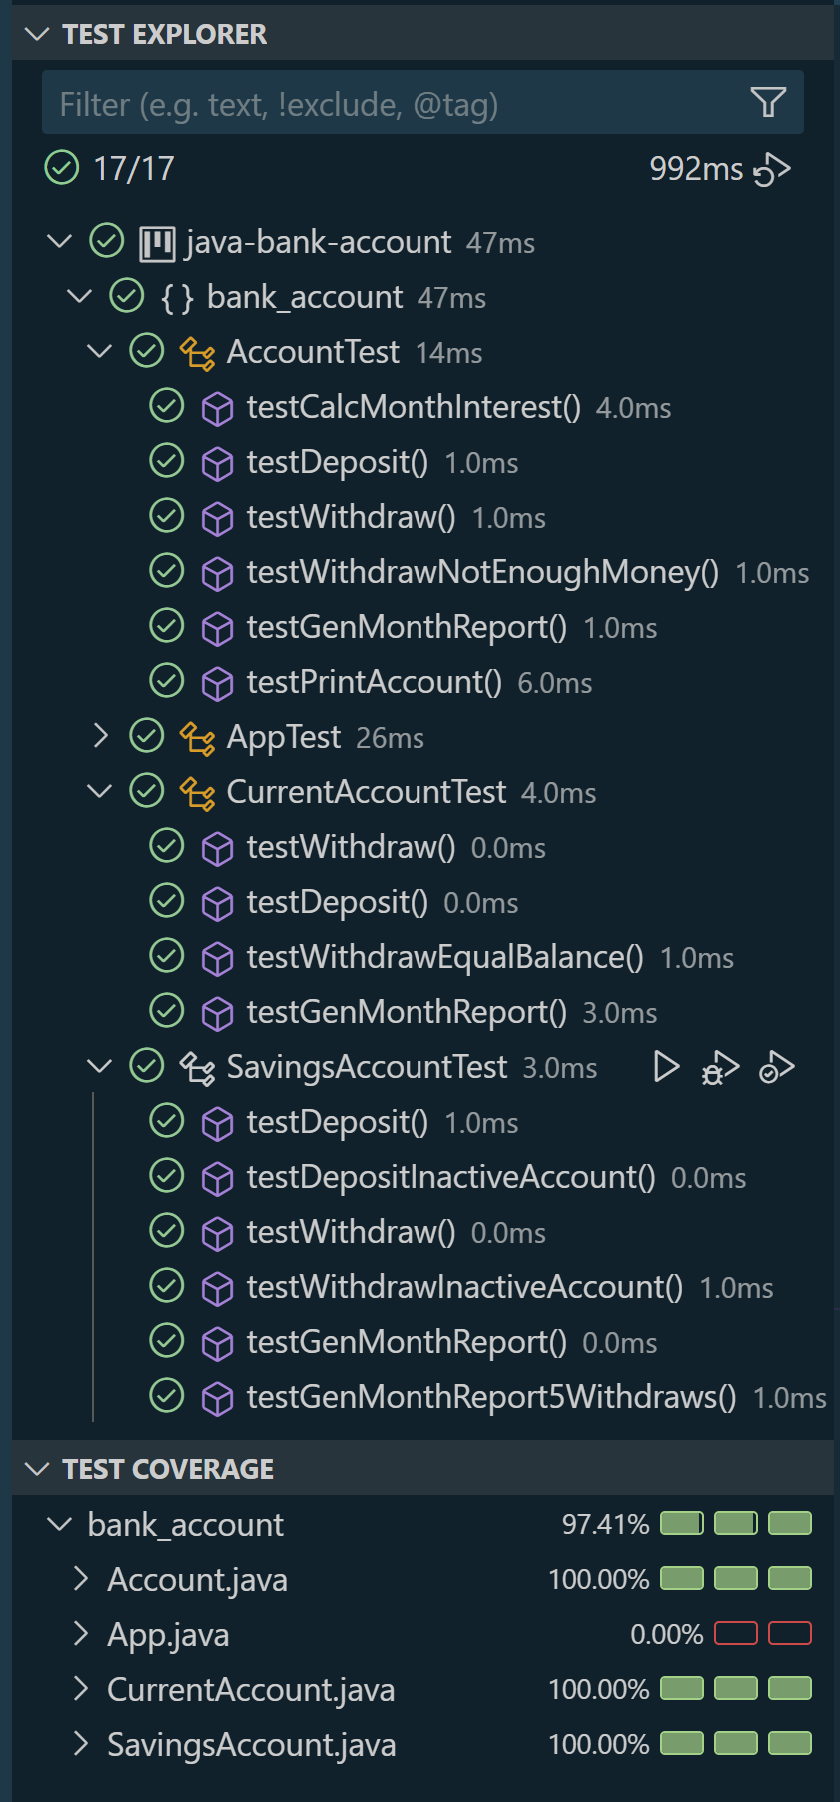 TEST EXPLORER
Filter (e.g. text, !exclude, @tag)
17/17 992ms
java-bank-account 47ms
{ } bank_account 47ms
AccountTest 14ms
testCalcMonthInterest() 4.0ms
testDeposit() 1.0ms
testWithdraw() 1.0ms
testWithdrawNotEnoughMoney() 1.0ms
testGenMonthReport() 1.0ms
testPrintAccount() 6.0ms
AppTest 26ms
CurrentAccountTest 4.0ms
testWithdraw() 0.0ms
testDeposit() 0.0ms
testWithdrawEqualBalance() 1.0ms
testGenMonthReport() 3.0ms
SavingsAccountTest 3.0ms
testDeposit() 1.0ms
testDepositInactiveAccount() 0.0ms
testWithdraw() 0.0ms
testWithdrawInactiveAccount() 1.0ms
testGenMonthReport() 0.0ms
testGenMonthReport5Withdraws() 1.0ms
TEST COVERAGE
bank_account 97.41%
Account.java 100.00%
App.java 0.00%
CurrentAccount.java 100.00%
SavingsAccount.java 100.00%